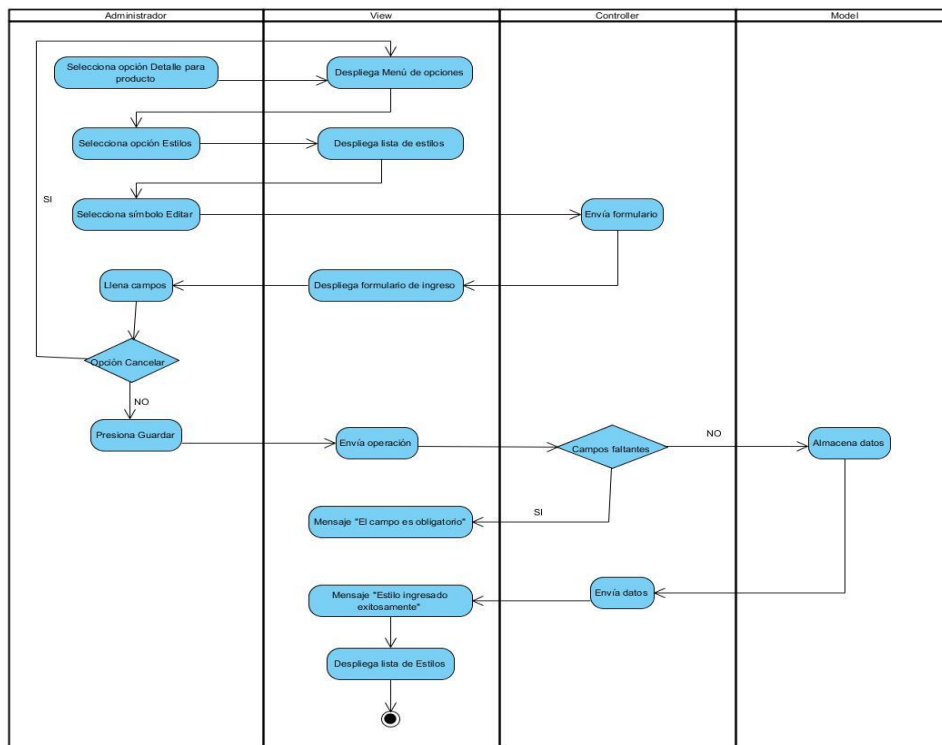 Administrador
View
Controller
Model
Selecciona opción Detalle para
producto
Despliega Menú de opciones
Selecciona opción Estilos
Despliega lista de estilos
SI
Selecciona símbolo Editar
Envía formulario
Llena campos
Despliega formulario de ingreso
Opción Cancelar
NO
Presiona Guardar
Envía operación
Campos faltantes
NO
Almacena datos
SI
Mensaje "El campo es obligatorio"
Mensaje "Estilo ingresado
exitosamente"
Envía datos
Despliega lista de Estilos